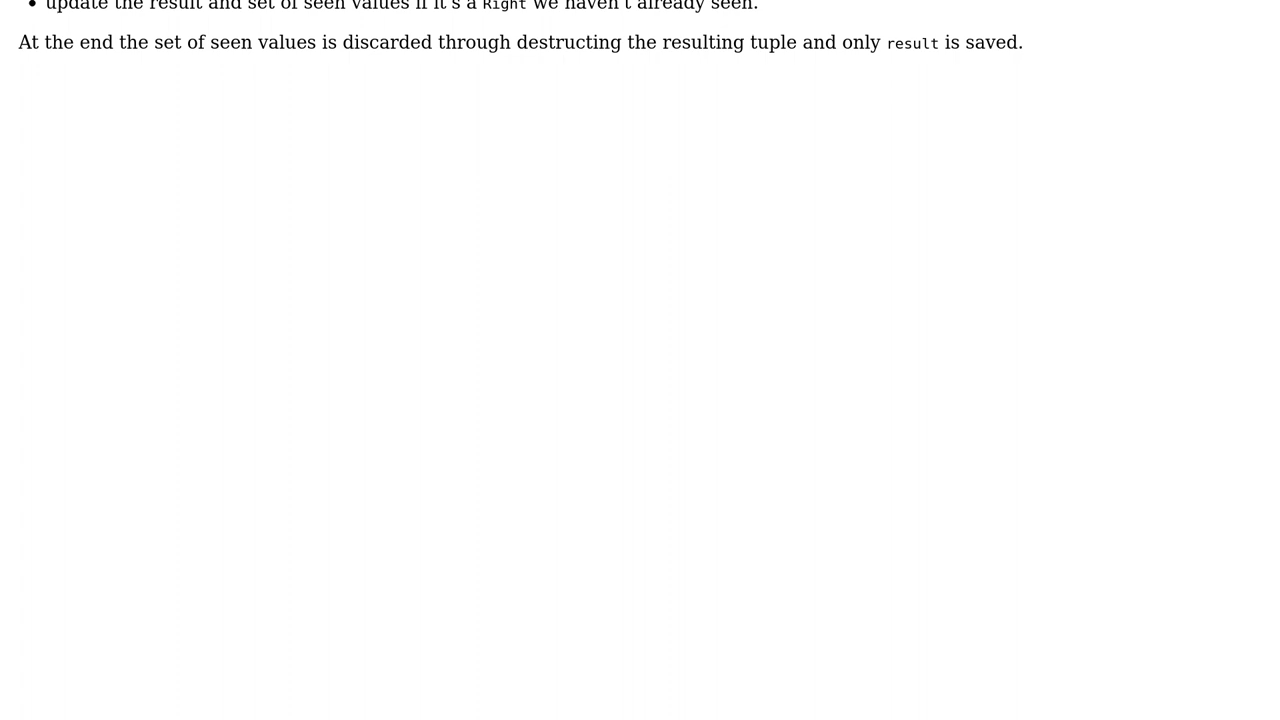 • update the result and set of seen values if it's a Right we haven't already seen.
At the end the set of seen values is discarded through destructing the resulting tuple and only result is saved.